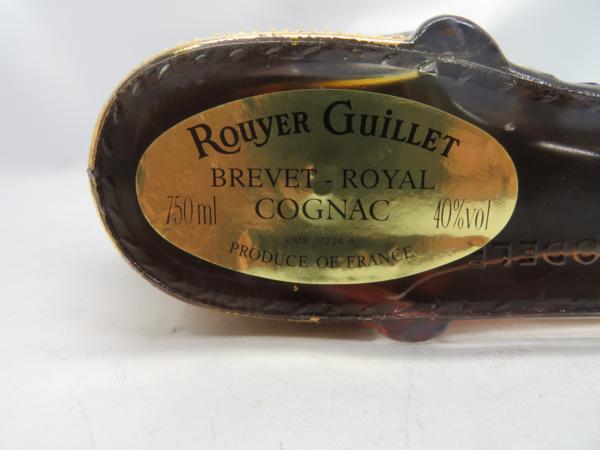 ROUYER GUILLET
BREVET - ROYAL
750ml COGNAC 40%vol
EMB 17224 A
PRODUCE OF FRANCE